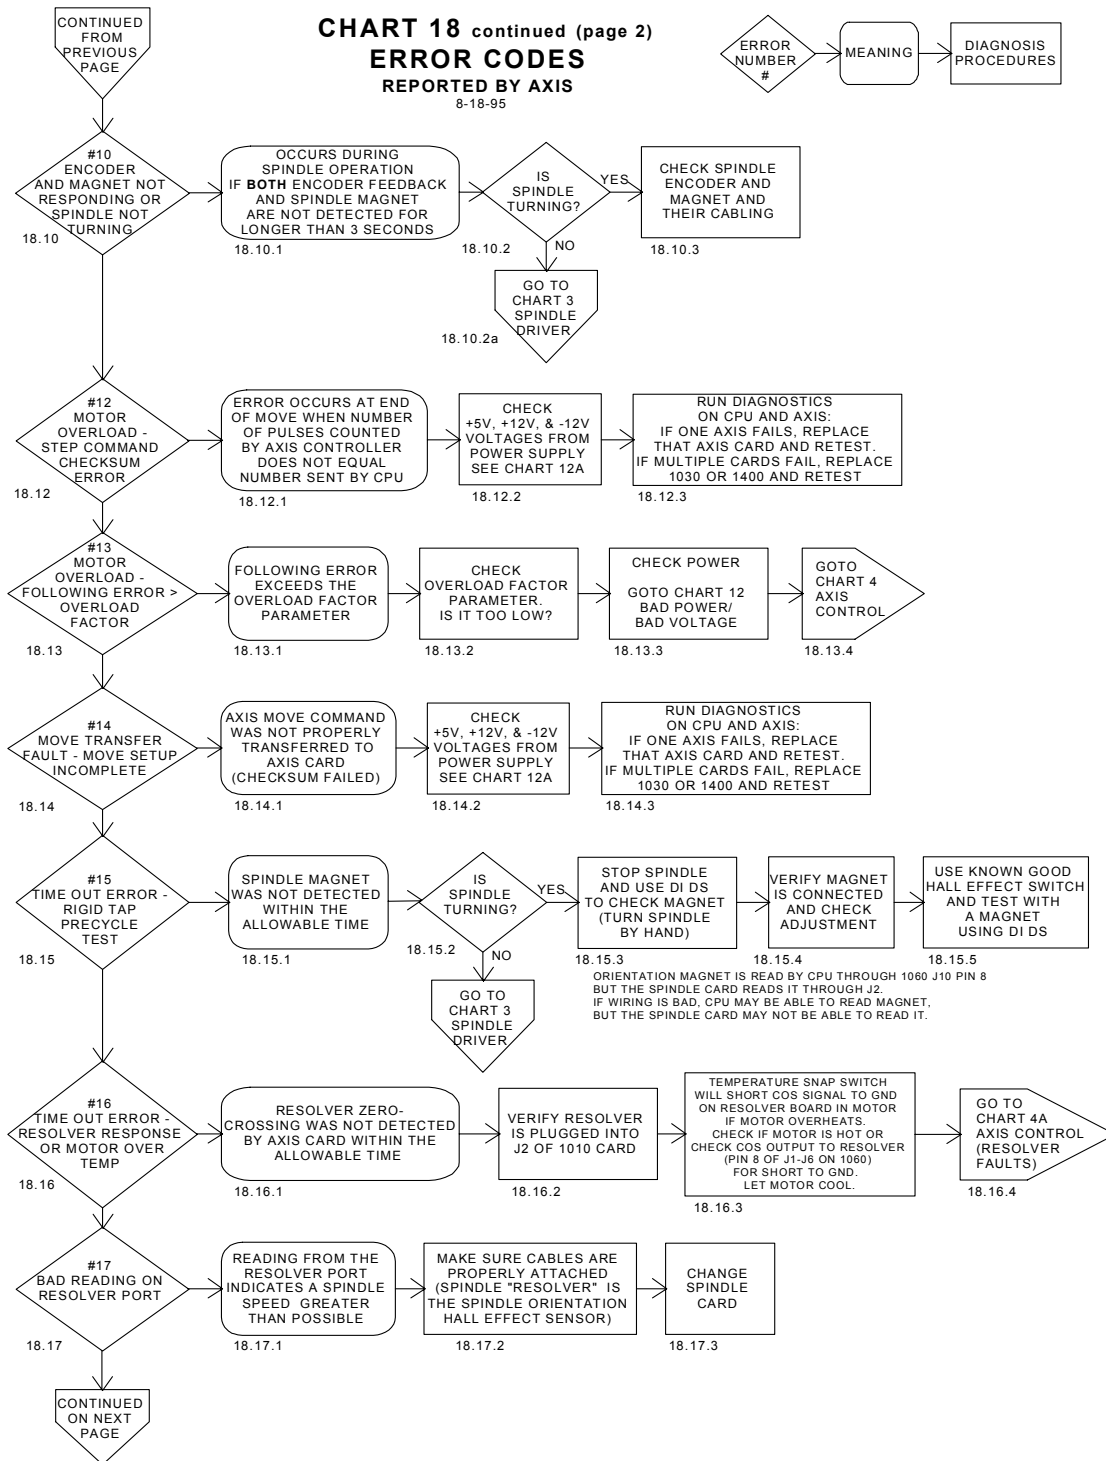 CONTINUED
FROM
PREVIOUS
PAGE
CHART 18 continued (page 2)
ERROR CODES
REPORTED BY AXIS
8-18-95
ERROR
NUMBER
#
MEANING
DIAGNOSIS
PROCEDURES
#10
ENCODER
AND MAGNET NOT
RESPONDING OR
SPINDLE NOT
TURNING
18.10
OCCURS DURING
SPINDLE OPERATION
IF BOTH ENCODER FEEDBACK
AND SPINDLE MAGNET
ARE NOT DETECTED FOR
LONGER THAN 3 SECONDS
18.10.1
IS
SPINDLE
TURNING?
18.10.2
YES
CHECK SPINDLE
ENCODER AND
MAGNET AND
THEIR CABLING
18.10.3
NO
GO TO
CHART 3
SPINDLE
DRIVER
18.10.2a
#12
MOTOR
OVERLOAD -
STEP COMMAND
CHECKSUM
ERROR
18.12
ERROR OCCURS AT END
OF MOVE WHEN NUMBER
OF PULSES COUNTED
BY AXIS CONTROLLER
DOES NOT EQUAL
NUMBER SENT BY CPU
18.12.1
CHECK
+5V, +12V, & -12V
VOLTAGES FROM
POWER SUPPLY
SEE CHART 12A
18.12.2
RUN DIAGNOSTICS
ON CPU AND AXIS:
IF ONE AXIS FAILS, REPLACE
THAT AXIS CARD AND RETEST.
IF MULTIPLE CARDS FAIL, REPLACE
1030 OR 1400 AND RETEST
18.12.3
#13
MOTOR
OVERLOAD -
FOLLOWING ERROR >
OVERLOAD
FACTOR
18.13
FOLLOWING ERROR
EXCEEDS THE
OVERLOAD FACTOR
PARAMETER
18.13.1
CHECK
OVERLOAD FACTOR
PARAMETER.
IS IT TOO LOW?
18.13.2
CHECK POWER
GOTO CHART 12
BAD POWER/
BAD VOLTAGE
18.13.3
GOTO
CHART 4
AXIS
CONTROL
18.13.4
#14
MOVE TRANSFER
FAULT - MOVE SETUP
INCOMPLETE
18.14
AXIS MOVE COMMAND
WAS NOT PROPERLY
TRANSFERRED TO
AXIS CARD
(CHECKSUM FAILED)
18.14.1
CHECK
+5V, +12V, & -12V
VOLTAGES FROM
POWER SUPPLY
SEE CHART 12A
18.14.2
RUN DIAGNOSTICS
ON CPU AND AXIS:
IF ONE AXIS FAILS, REPLACE
THAT AXIS CARD AND RETEST.
IF MULTIPLE CARDS FAIL, REPLACE
1030 OR 1400 AND RETEST
18.14.3
#15
TIME OUT ERROR -
RIGID TAP
PRECYCLE
TEST
18.15
SPINDLE MAGNET
WAS NOT DETECTED
WITHIN THE
ALLOWABLE TIME
18.15.1
IS
SPINDLE
TURNING?
18.15.2
YES
STOP SPINDLE
AND USE DI DS
TO CHECK MAGNET
(TURN SPINDLE
BY HAND)
18.15.3
VERIFY MAGNET
IS CONNECTED
AND CHECK
ADJUSTMENT
18.15.4
USE KNOWN GOOD
HALL EFFECT SWITCH
AND TEST WITH
A MAGNET
USING DI DS
18.15.5
NO
GO TO
CHART 3
SPINDLE
DRIVER
ORIENTATION MAGNET IS READ BY CPU THROUGH 1060 J10 PIN 8
BUT THE SPINDLE CARD READS IT THROUGH J2.
IF WIRING IS BAD, CPU MAY BE ABLE TO READ MAGNET,
BUT THE SPINDLE CARD MAY NOT BE ABLE TO READ IT.
#16
TIME OUT ERROR -
RESOLVER RESPONSE
OR MOTOR OVER
TEMP
18.16
RESOLVER ZERO-
CROSSING WAS NOT DETECTED
BY AXIS CARD WITHIN THE
ALLOWABLE TIME
18.16.1
VERIFY RESOLVER
IS PLUGGED INTO
J2 OF 1010 CARD
18.16.2
TEMPERATURE SNAP SWITCH
WILL SHORT COS SIGNAL TO GND
ON RESOLVER BOARD IN MOTOR
IF MOTOR OVERHEATS.
CHECK IF MOTOR IS HOT OR
CHECK COS OUTPUT TO RESOLVER
(PIN 8 OF J1-J6 ON 1060)
FOR SHORT TO GND.
LET MOTOR COOL.
18.16.3
GO TO
CHART 4A
AXIS CONTROL
(RESOLVER
FAULTS)
18.16.4
#17
BAD READING ON
RESOLVER PORT
18.17
READING FROM THE
RESOLVER PORT
INDICATES A SPINDLE
SPEED GREATER
THAN POSSIBLE
18.17.1
MAKE SURE CABLES ARE
PROPERLY ATTACHED
(SPINDLE "RESOLVER" IS
THE SPINDLE ORIENTATION
HALL EFFECT SENSOR)
18.17.2
CHANGE
SPINDLE
CARD
18.17.3
CONTINUED
ON NEXT
PAGE